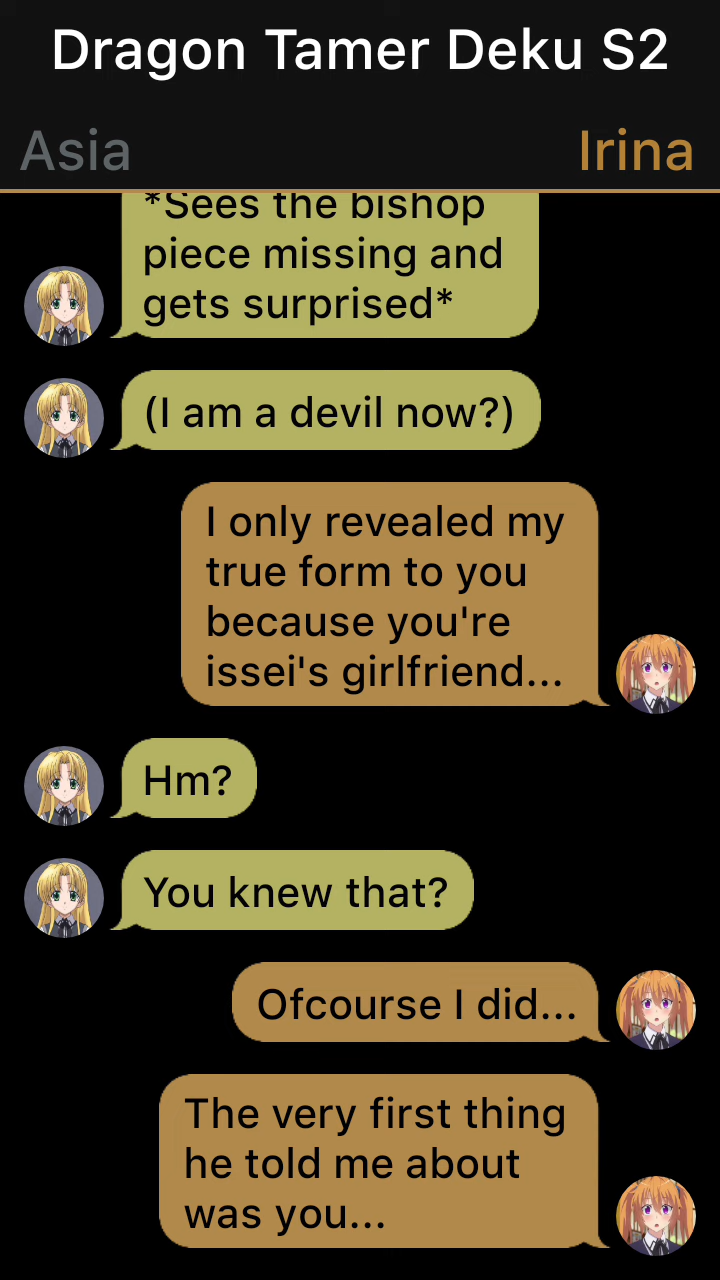 Dragon Tamer Deku S2
Asia
Irina
*Sees the bishop
piece missing and
gets surprised*
(I am a devil now?)
I only revealed my
true form to you
because you're
issei's girlfriend...
Hm?
You knew that?
Ofcourse I did...
The very first thing
he told me about
was you...